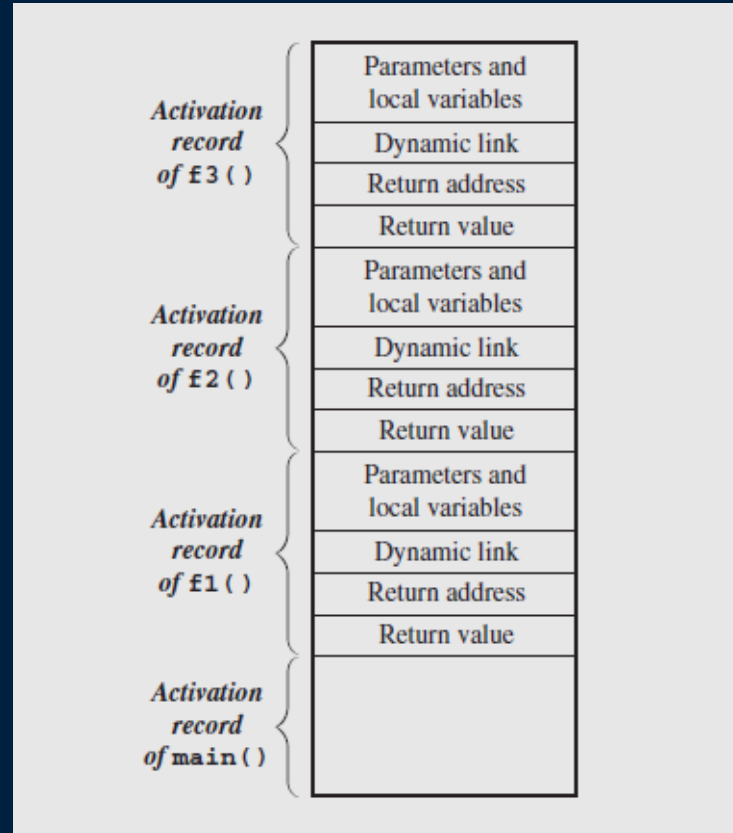 Activation
record
of f3()
Parameters and
local variables
Dynamic link
Return address
Return value
Activation
record
of f2()
Parameters and
local variables
Dynamic link
Return address
Return value
Activation
record
of f1()
Parameters and
local variables
Dynamic link
Return address
Return value
Activation
record
of main()